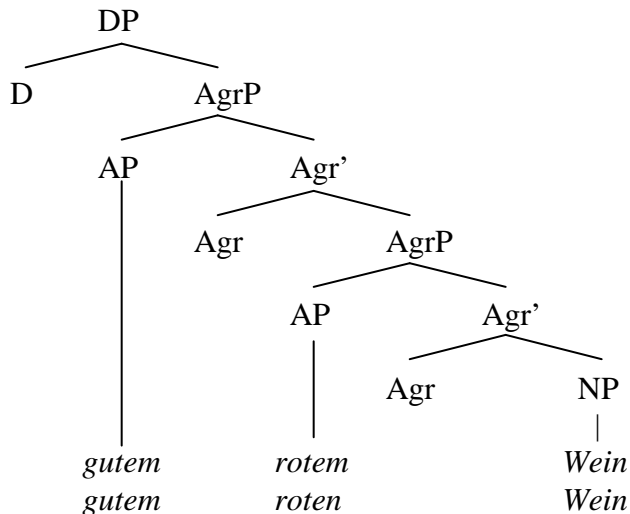 DP
D AgrP
AP Agr’
Agr AgrP
AP Agr’
Agr NP
gutem rotem Wein
gutem roten Wein